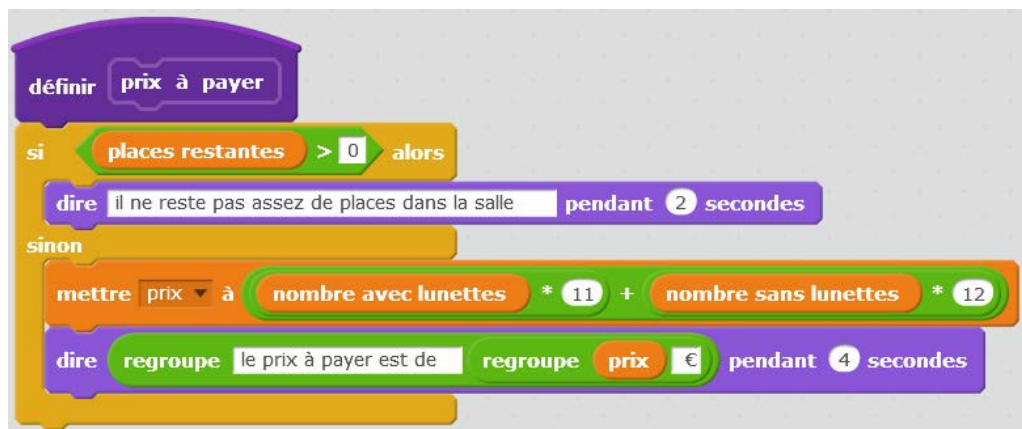 définir prix à payer
si places restantes > 0 alors
dire il ne reste pas assez de places dans la salle pendant 2 secondes
sinon
mettre prix à nombre avec lunettes * 11 + nombre sans lunettes * 12
dire regroupe le prix à payer est de regroupe prix € pendant 4 secondes